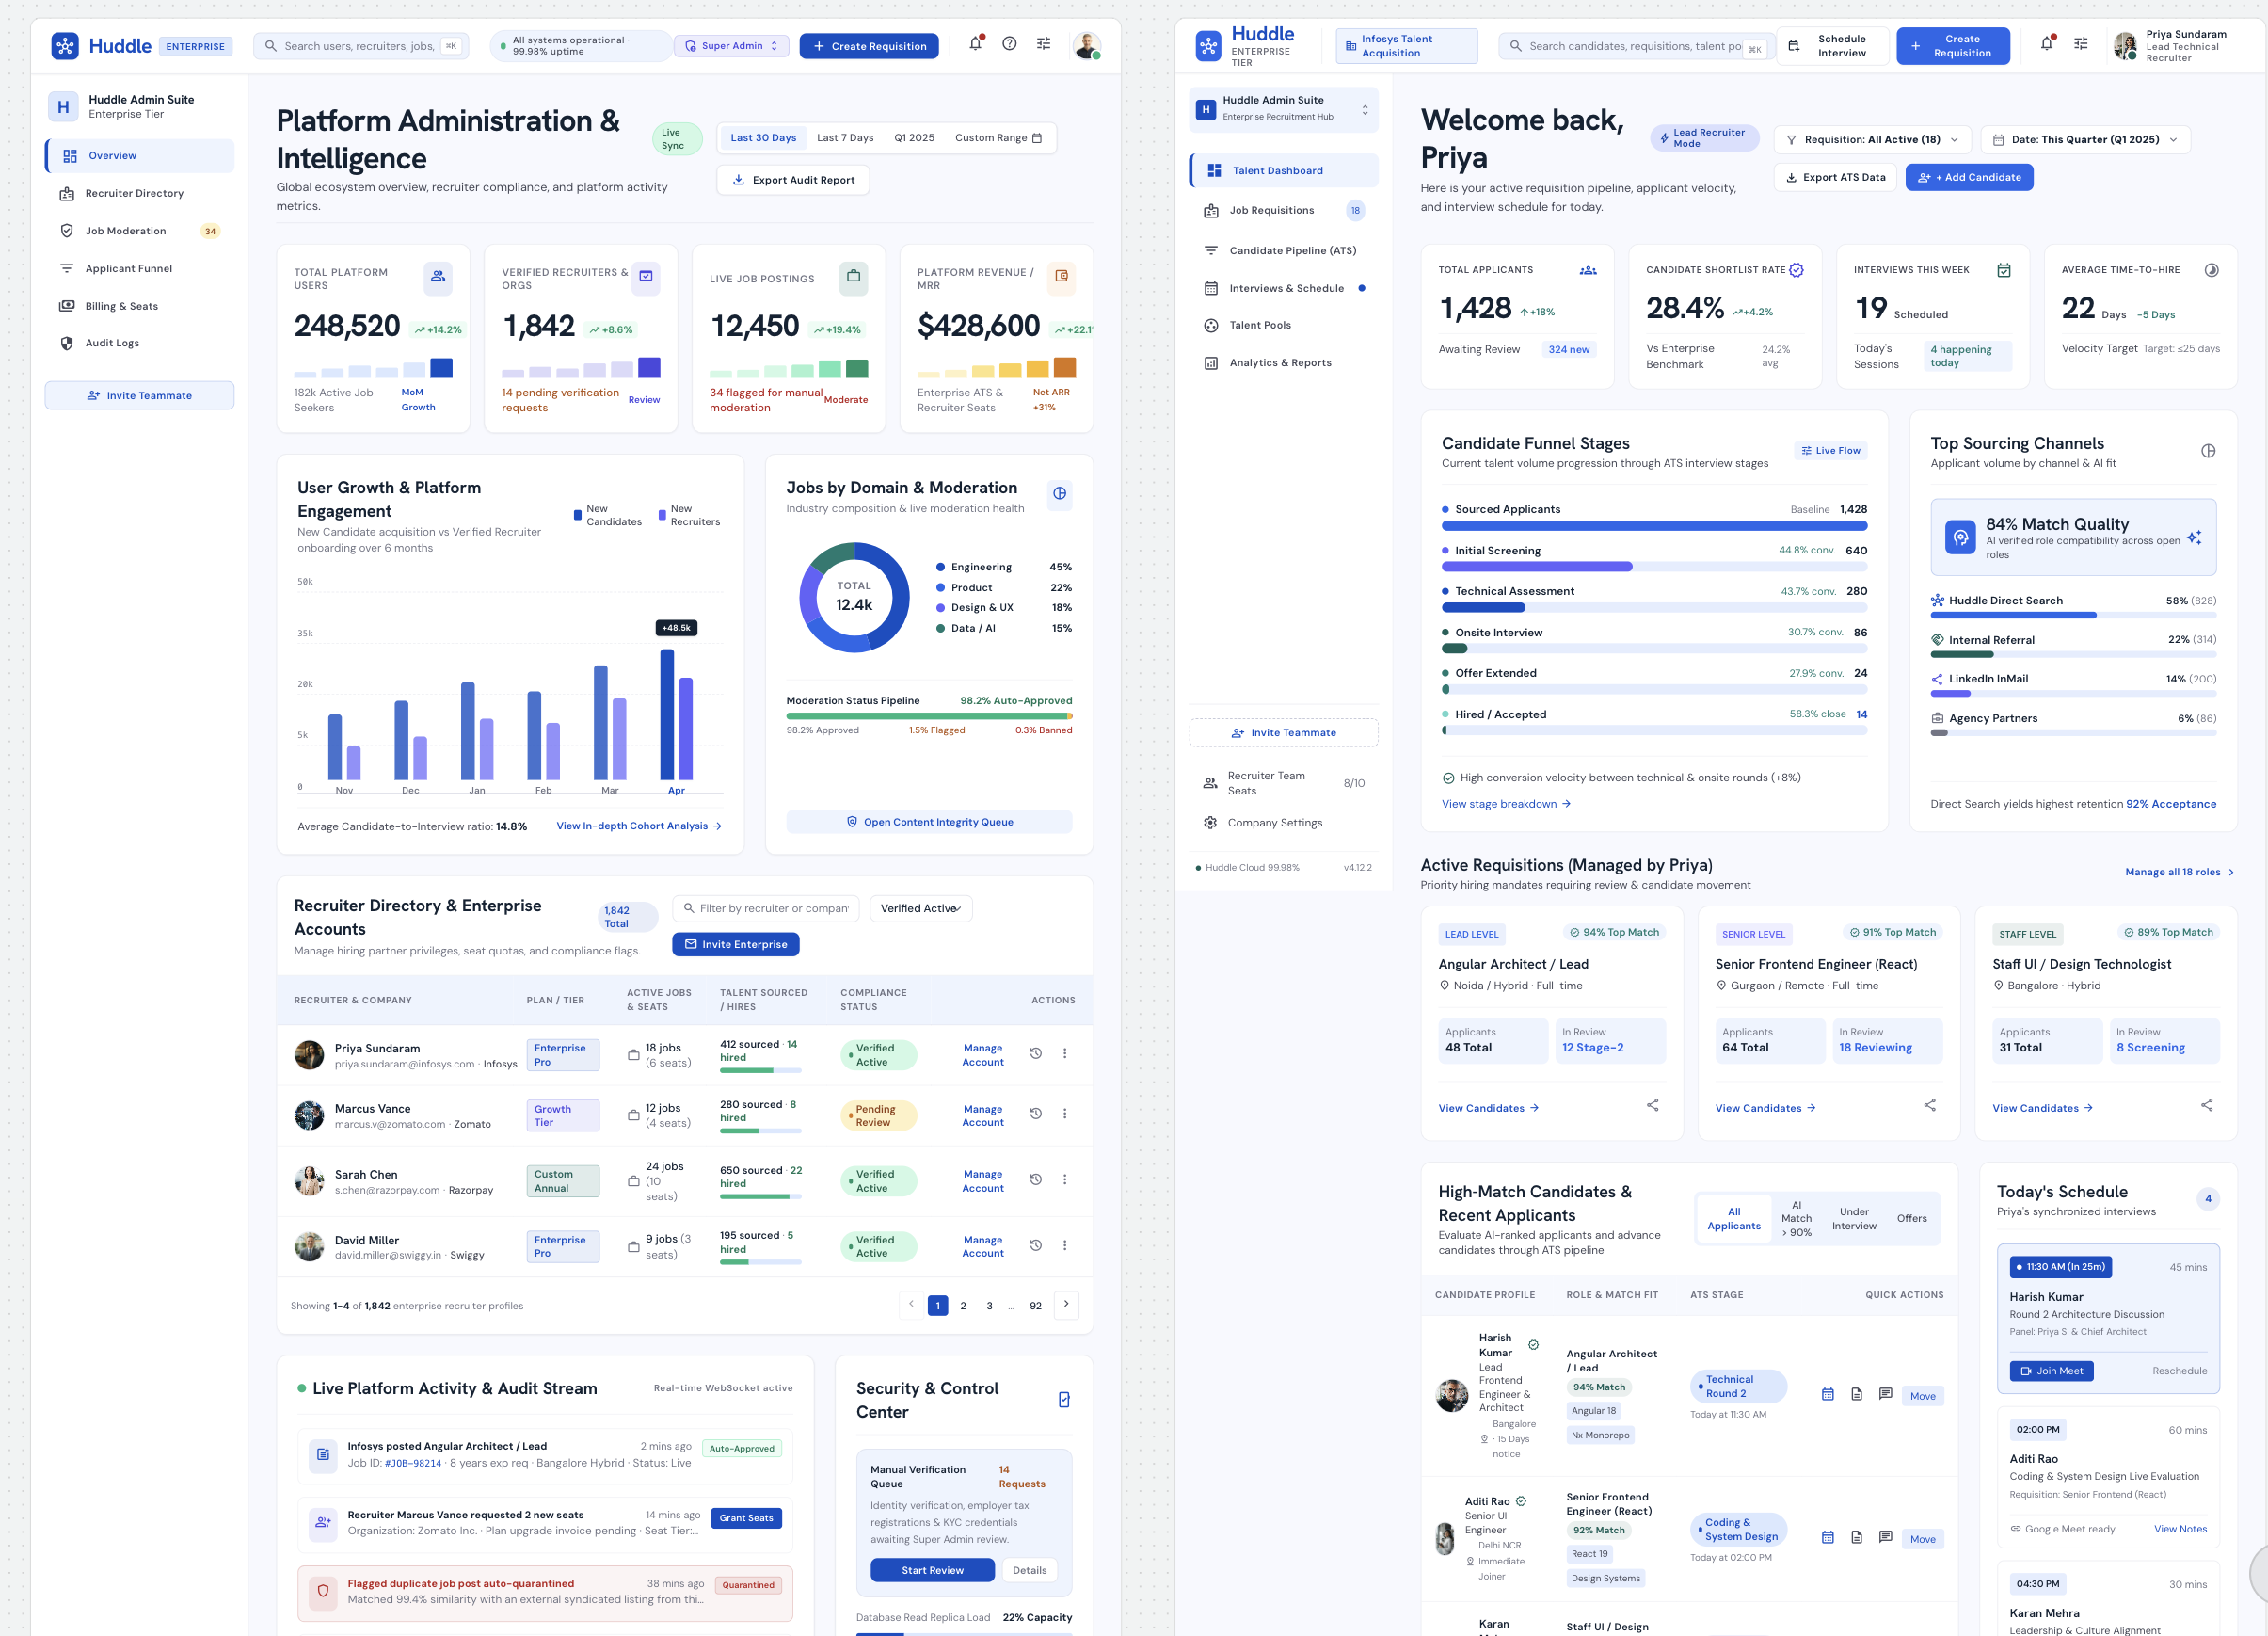 Huddle
ENTERPRISE
Search users, recruiters, jobs, l
⌘K
All systems operational ·
99.98% uptime
Super Admin
Create Requisition
H
Huddle Admin Suite
Enterprise Tier
Overview
Recruiter Directory
Job Moderation
34
Applicant Funnel
Billing & Seats
Audit Logs
Invite Teammate
Platform Administration &
Intelligence
Global ecosystem overview, recruiter compliance, and platform activity
metrics.
Live
Sync
Last 30 Days
Last 7 Days
Q1 2025
Custom Range
Export Audit Report
TOTAL PLATFORM
USERS
248,520
+14.2%
182k Active Job
Seekers
MoM
Growth
VERIFIED RECRUITERS &
ORGS
1,842
+8.6%
14 pending verification
requests
Review
LIVE JOB POSTINGS
12,450
+19.4%
34 flagged for manual
moderation
Moderate
PLATFORM REVENUE /
MRR
$428,600
+22.1%
Enterprise ATS &
Recruiter Seats
Net ARR
+31%
User Growth & Platform
Engagement
New Candidate acquisition vs Verified Recruiter
onboarding over 6 months
New
Candidates
New
Recruiters
50k
35k
20k
5k
0
+48.5k
Nov
Dec
Jan
Feb
Mar
Apr
Average Candidate-to-Interview ratio: 14.8%
View In-depth Cohort Analysis →
Jobs by Domain & Moderation
Industry composition & live moderation health
TOTAL
12.4k
Engineering 45%
Product 22%
Design & UX 18%
Data / AI 15%
Moderation Status Pipeline
98.2% Auto-Approved
98.2% Approved
1.5% Flagged
0.3% Banned
Open Content Integrity Queue
Recruiter Directory & Enterprise
Accounts
Manage hiring partner privileges, seat quotas, and compliance flags.
1,842
Total
Filter by recruiter or company
Verified Active
Invite Enterprise
RECRUITER & COMPANY
PLAN / TIER
ACTIVE JOBS
& SEATS
TALENT SOURCED
/ HIRES
COMPLIANCE
STATUS
ACTIONS
Priya Sundaram
priya.sundaram@infosys.com · Infosys
Enterprise
Pro
18 jobs
(6 seats)
412 sourced · 14
hired
Verified
Active
Manage
Account
Marcus Vance
marcus.v@zomato.com · Zomato
Growth
Tier
12 jobs
(4 seats)
280 sourced · 8
hired
Pending
Review
Manage
Account
Sarah Chen
s.chen@razorpay.com · Razorpay
Custom
Annual
24 jobs
(10
seats)
650 sourced · 22
hired
Verified
Active
Manage
Account
David Miller
david.miller@swiggy.in · Swiggy
Enterprise
Pro
9 jobs (3
seats)
195 sourced · 5
hired
Verified
Active
Manage
Account
Showing 1-4 of 1,842 enterprise recruiter profiles
1
2
3
...
92
Live Platform Activity & Audit Stream
Real-time WebSocket active
Infosys posted Angular Architect / Lead
2 mins ago
Auto-Approved
Job ID: #JOB-98214 · 8 years exp req · Bangalore Hybrid · Status: Live
Recruiter Marcus Vance requested 2 new seats
14 mins ago
Grant Seats
Organization: Zomato Inc. · Plan upgrade invoice pending · Seat Tier:...
Flagged duplicate job post auto-quarantined
38 mins ago
Quarantined
Matched 99.4% similarity with an external syndicated listing from thi...
Security & Control
Center
Manual Verification
Queue
14
Requests
Identity verification, employer tax
registrations & KYC credentials
awaiting Super Admin review.
Start Review
Details
Database Read Replica Load
22% Capacity
Huddle
ENTERPRISE
TIER
Infosys Talent
Acquisition
Search candidates, requisitions, talent po
⌘K
Schedule
Interview
Create
Requisition
Priya Sundaram
Lead Technical
Recruiter
H
Huddle Admin Suite
Enterprise Recruitment Hub
Talent Dashboard
Job Requisitions
18
Candidate Pipeline (ATS)
Interviews & Schedule
Talent Pools
Analytics & Reports
Invite Teammate
Recruiter Team
Seats
8/10
Company Settings
Huddle Cloud 99.98%
v4.12.2
Welcome back,
Priya
Here is your active requisition pipeline, applicant velocity,
and interview schedule for today.
Lead Recruiter
Mode
Requisition: All Active (18)
Date: This Quarter (Q1 2025)
Export ATS Data
+ Add Candidate
TOTAL APPLICANTS
1,428
+18%
Awaiting Review
324 new
CANDIDATE SHORTLIST RATE
28.4%
+4.2%
Vs Enterprise
Benchmark
24.2%
avg
INTERVIEWS THIS WEEK
19 Scheduled
Today's
Sessions
4 happening
today
AVERAGE TIME-TO-HIRE
22 Days -5 Days
Velocity Target
Target: ≤25 days
Candidate Funnel Stages
Current talent volume progression through ATS interview stages
Live Flow
Sourced Applicants Baseline 1,428
Initial Screening 44.8% conv. 640
Technical Assessment 43.7% conv. 280
Onsite Interview 30.7% conv. 86
Offer Extended 27.9% conv. 24
Hired / Accepted 58.3% close 14
High conversion velocity between technical & onsite rounds (+8%)
View stage breakdown →
Top Sourcing Channels
Applicant volume by channel & AI fit
84% Match Quality
AI verified role compatibility across open
roles
Huddle Direct Search 58% (828)
Internal Referral 22% (314)
LinkedIn InMail 14% (200)
Agency Partners 6% (86)
Direct Search yields highest retention 92% Acceptance
Active Requisitions (Managed by Priya)
Priority hiring mandates requiring review & candidate movement
Manage all 18 roles
LEAD LEVEL
94% Top Match
Angular Architect / Lead
Noida / Hybrid · Full-time
Applicants
48 Total
In Review
12 Stage-2
View Candidates →
SENIOR LEVEL
91% Top Match
Senior Frontend Engineer (React)
Gurgaon / Remote · Full-time
Applicants
64 Total
In Review
18 Reviewing
View Candidates →
STAFF LEVEL
89% Top Match
Staff UI / Design Technologist
Bangalore · Hybrid
Applicants
31 Total
In Review
8 Screening
View Candidates →
High-Match Candidates &
Recent Applicants
Evaluate AI-ranked applicants and advance
candidates through ATS pipeline
All
Applicants
AI
Match
> 90%
Under
Interview
Offers
CANDIDATE PROFILE
ROLE & MATCH FIT
ATS STAGE
QUICK ACTIONS
Harish
Kumar
Lead
Frontend
Engineer &
Architect
Bangalore
· 15 Days
notice
Angular Architect
/ Lead
94% Match
Angular 18
Nx Monorepo
Technical
Round 2
Today at 11:30 AM
Move
Aditi Rao
Senior UI
Engineer
Delhi NCR ·
Immediate
Joiner
Senior Frontend
Engineer (React)
92% Match
React 19
Design Systems
Coding &
System Design
Today at 02:00 PM
Move
Karan
Staff UI / Design
Today's Schedule
Priya's synchronized interviews
4
11:30 AM (In 25m)
45 mins
Harish Kumar
Round 2 Architecture Discussion
Panel: Priya S. & Chief Architect
Join Meet
Reschedule
02:00 PM
60 mins
Aditi Rao
Coding & System Design Live Evaluation
Requisition: Senior Frontend (React)
Google Meet ready
View Notes
04:30 PM
30 mins
Karan Mehra
Leadership & Culture Alignment